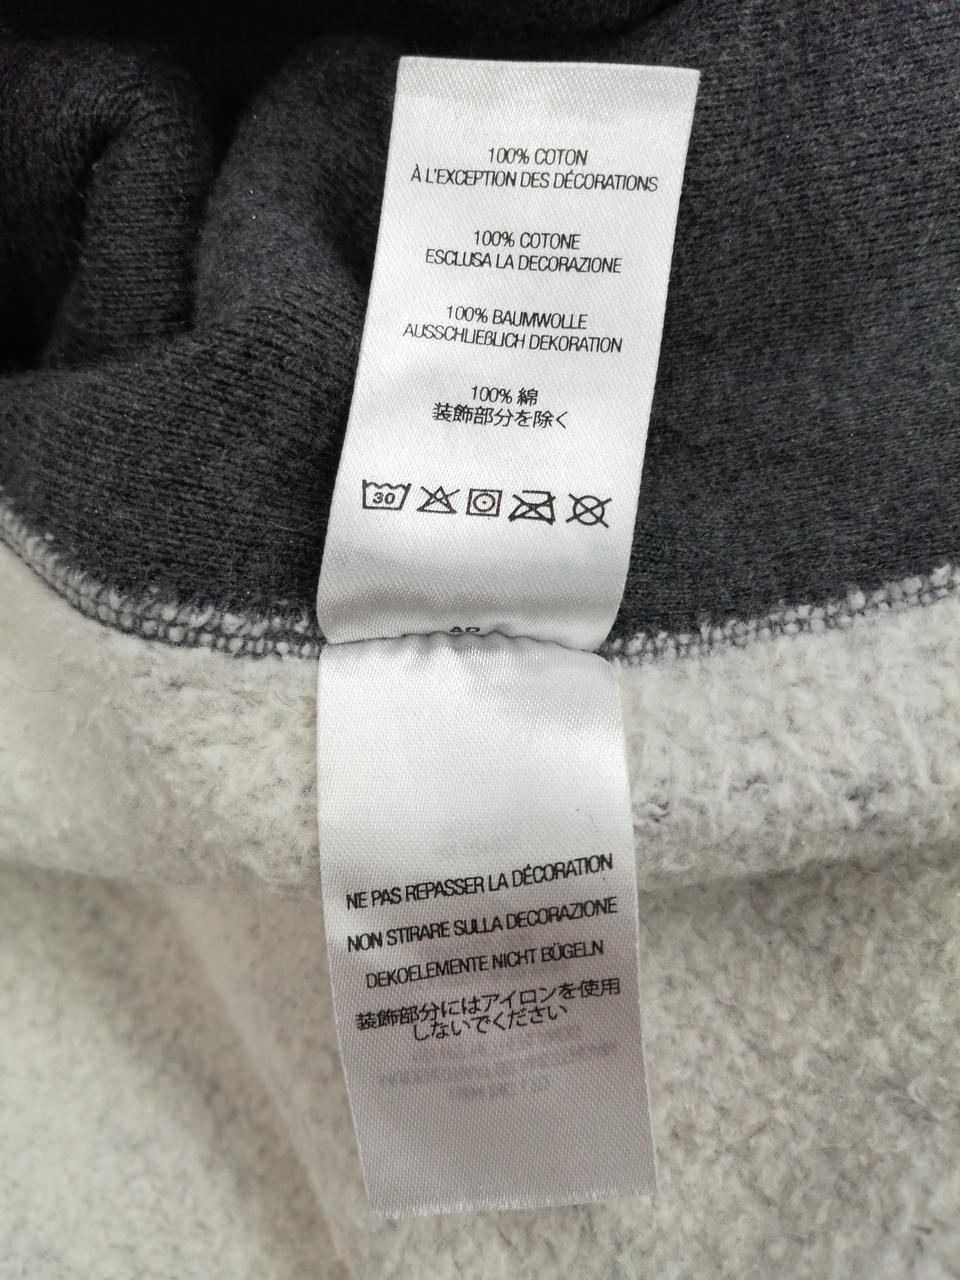 100% COTON
À L'EXCEPTION DES DÉCORATIONS
100% COTONE
ESCLUSA LA DECORAZIONE
100% BAUMWOLLE
AUSSCHLIEẞLICH DEKORATION
100% 綿
装飾部分を除く
30
NE PAS REPASSER LA DÉCORATION
NON STIRARE SULLA DECORAZIONE
DEKOELEMENTE NICHT BÜGELN
装飾部分にはアイロンを使用
しないでください